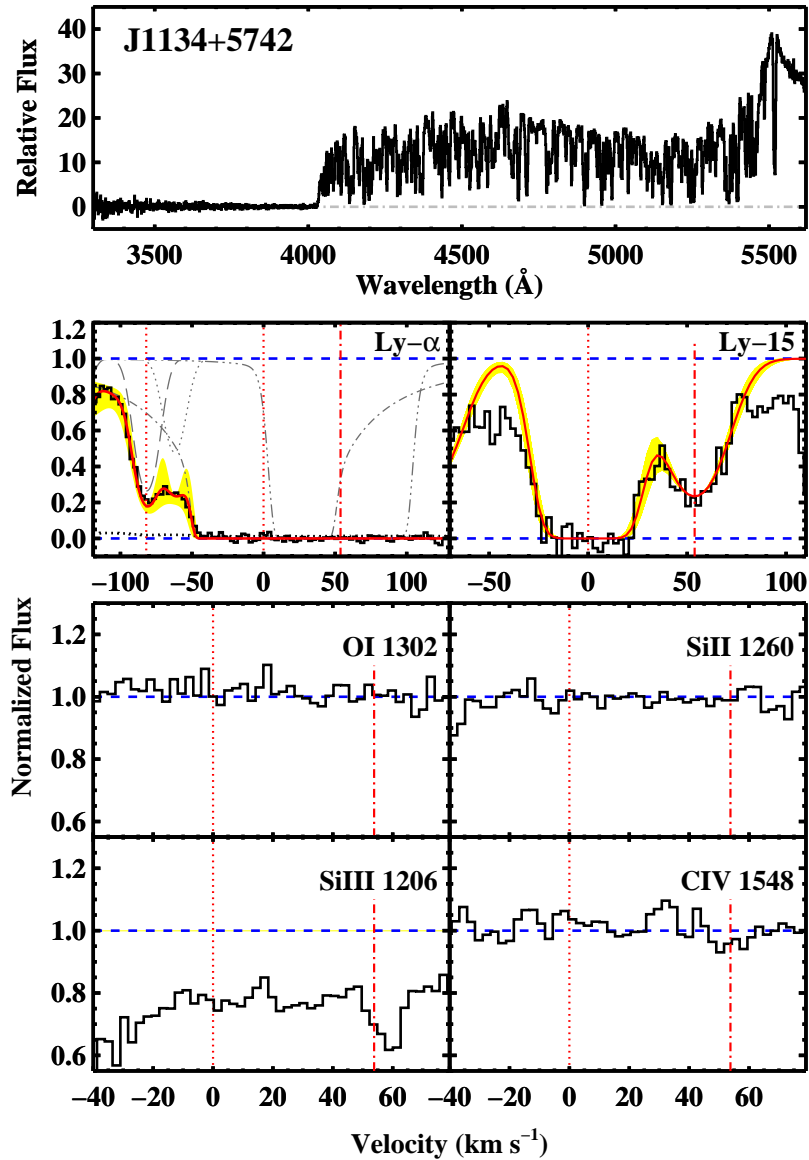 J1134+5742
Relative Flux
40
30
20
10
0
3500 4000 4500 5000 5500
Wavelength (Å)
Ly−α
Ly−15
1.2
1.0
0.8
0.6
0.4
0.2
0.0
−100 −50 0 50 100
−50 0 50 100
Normalized Flux
OI 1302
SiII 1260
1.2
1.0
0.8
0.6
SiIII 1206
CIV 1548
1.2
1.0
0.8
0.6
−40 −20 0 20 40 60
−40 −20 0 20 40 60
Velocity (km s⁻¹)